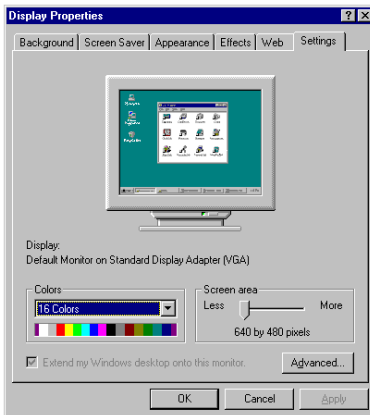 Display Properties
Background Screen Saver Appearance Effects Web Settings
Display:
Default Monitor on Standard Display Adapter (VGA)
Colors
16 Colors
Screen area
Less More
640 by 480 pixels
Extend my Windows desktop onto this monitor.
Advanced...
OK Cancel Apply